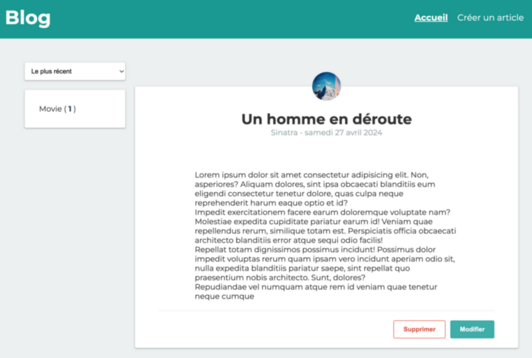 Blog
Accueil
Créer un article
Le plus récent
Movie ( 1 )
Un homme en déroute
Sinatra - samedi 27 avril 2024
Lorem ipsum dolor sit amet consectetur adipisicing elit. Non,
asperiores? Aliquam dolores, sint ipsa obcaecati blanditiis eum
eligendi consectetur tenetur dolore, quas culpa neque
reprehenderit harum eaque optio et id?
Impedit exercitationem facere earum doloremque voluptate nam?
Molestiae expedita cupiditate pariatur earum id! Veniam quae
repellendus rerum, similique totam est. Perspiciatis officia obcaecati
architecto blanditiis error atque sequi odio facilis!
Repellat totam dignissimos possimus incidunt! Possimus dolor
impedit voluptas rerum quam ipsam vero incidunt aperiam odio sit,
nulla expedita blanditiis pariatur saepe, sint repellat quo
praesentium nobis architecto. Sunt, dolores?
Repudiandae vel numquam atque rem id veniam quae tenetur
neque cumque
Supprimer
Modifier